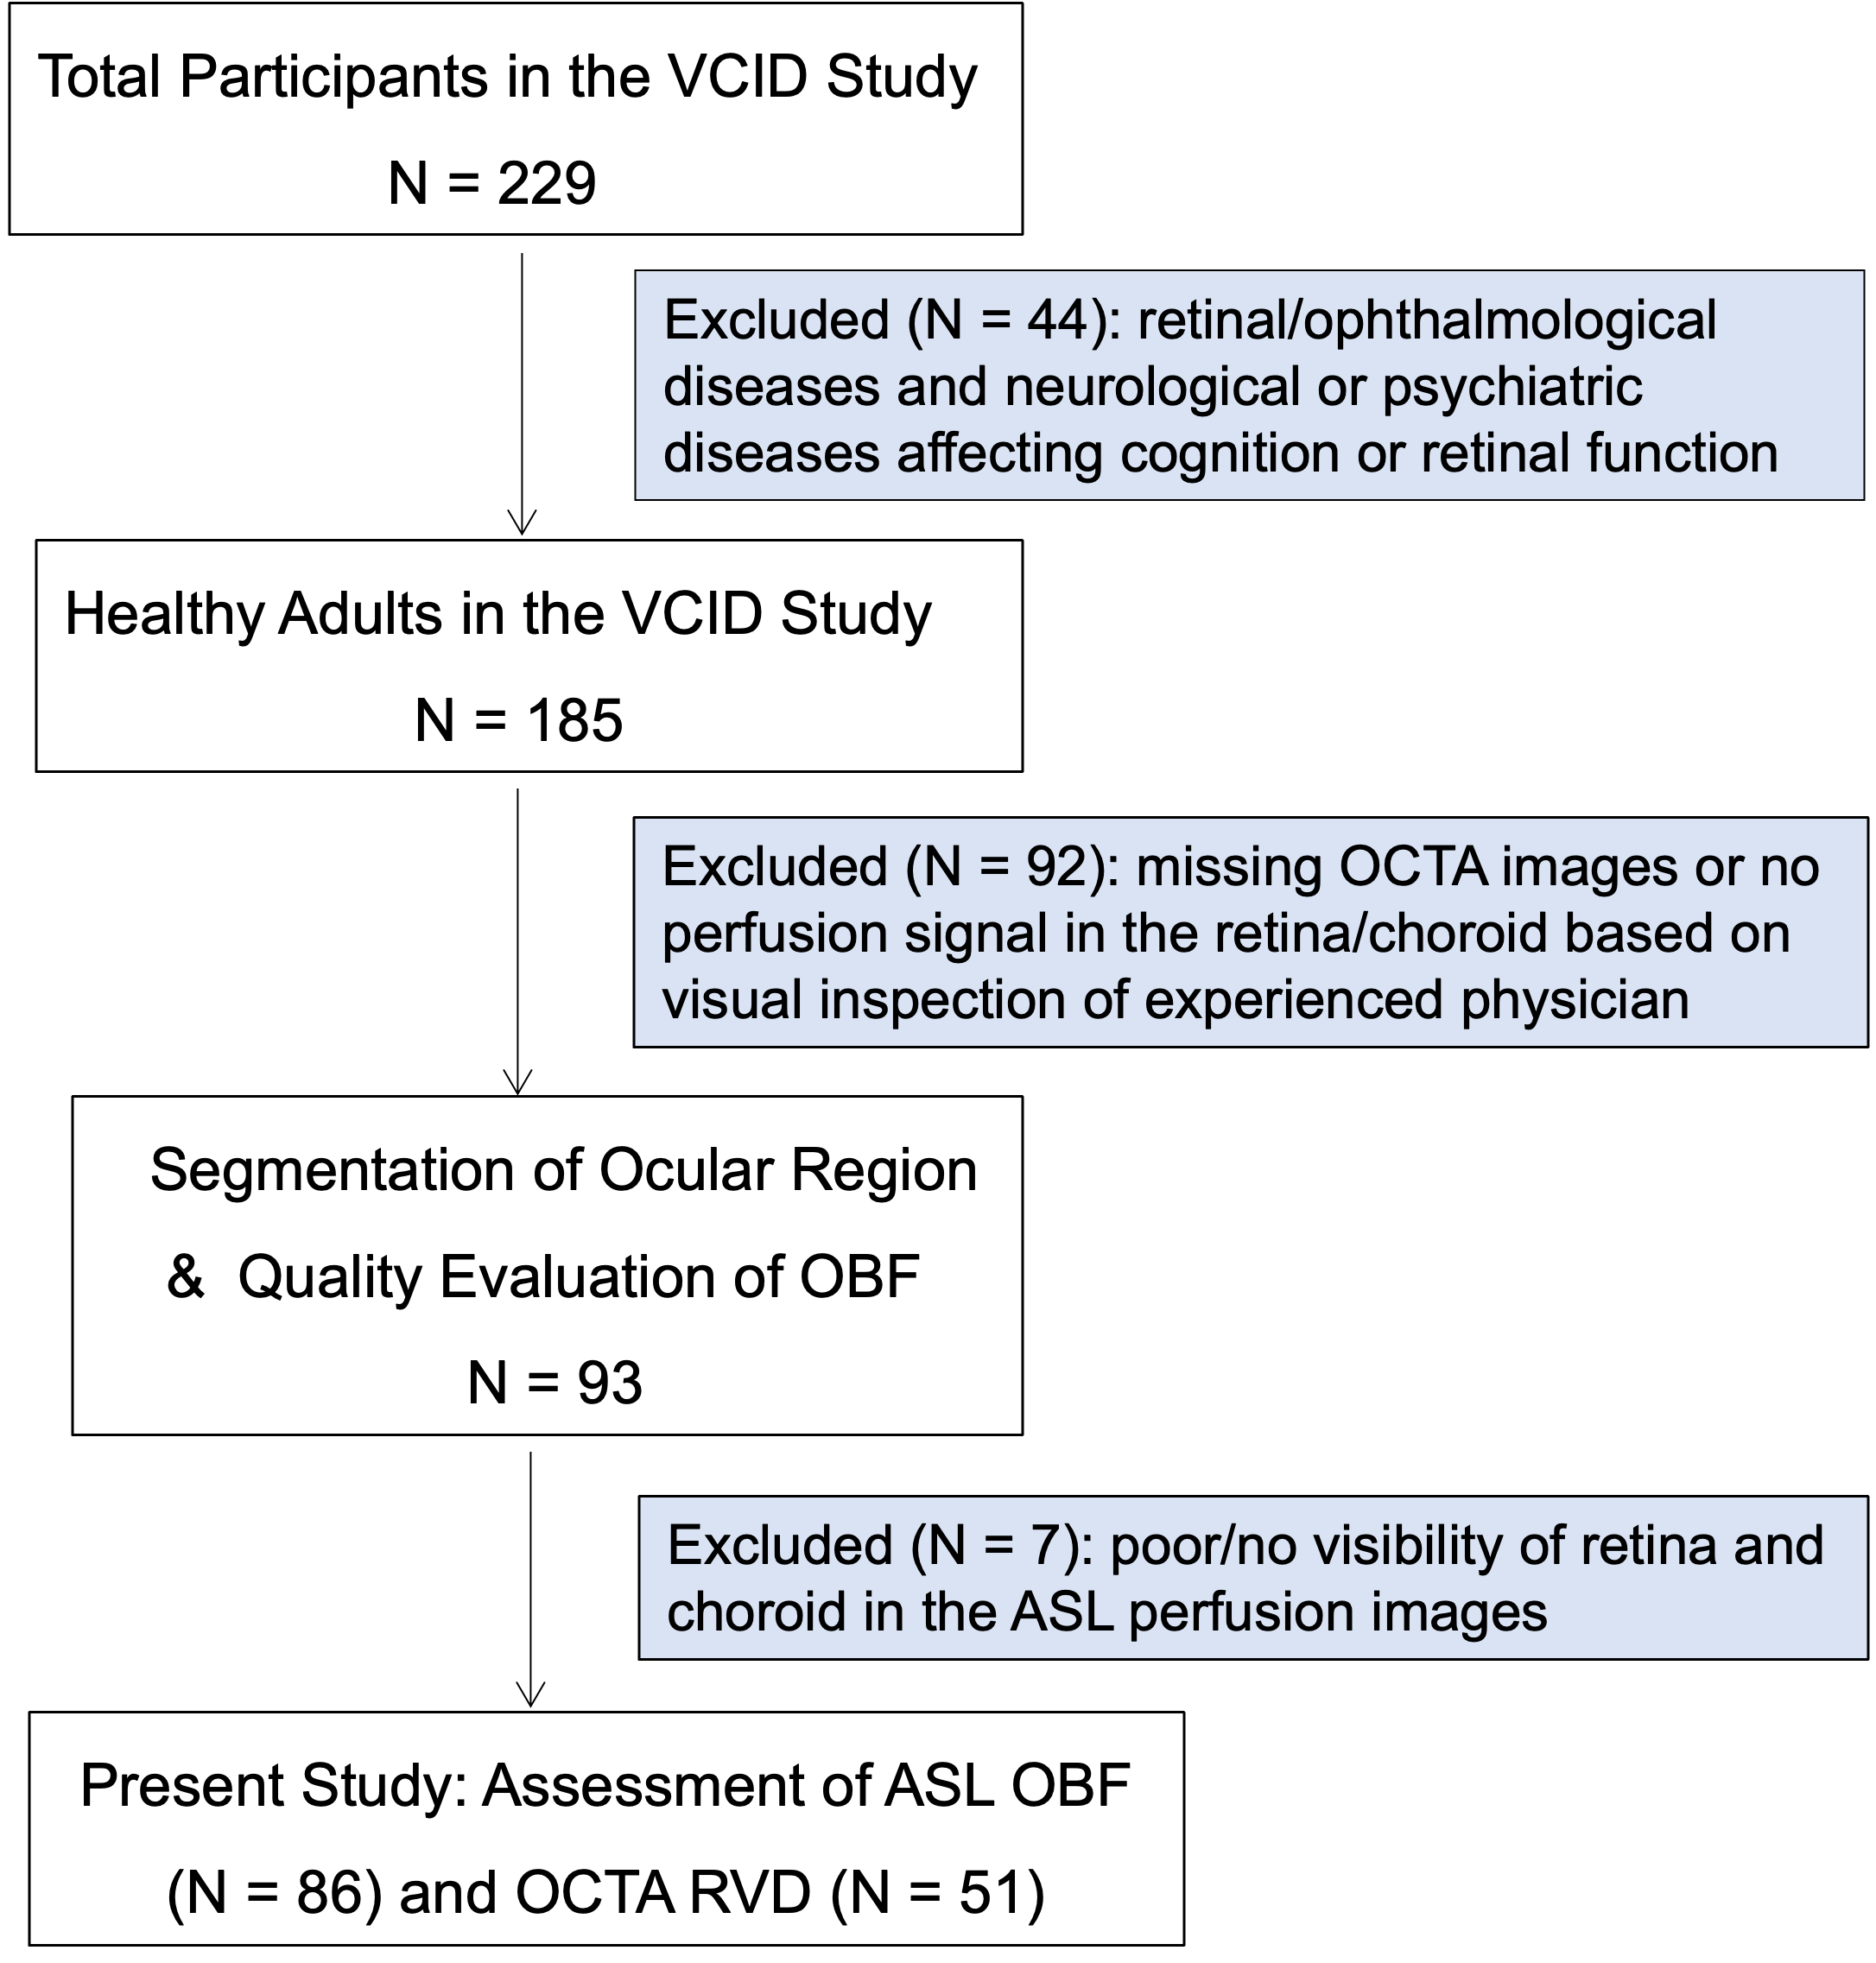 Total Participants in the VCID Study
N = 229
Excluded (N = 44): retinal/ophthalmological
diseases and neurological or psychiatric
diseases affecting cognition or retinal function
Healthy Adults in the VCID Study
N = 185
Excluded (N = 92): missing OCTA images or no
perfusion signal in the retina/choroid based on
visual inspection of experienced physician
Segmentation of Ocular Region
& Quality Evaluation of OBF
N = 93
Excluded (N = 7): poor/no visibility of retina and
choroid in the ASL perfusion images
Present Study: Assessment of ASL OBF
(N = 86) and OCTA RVD (N = 51)